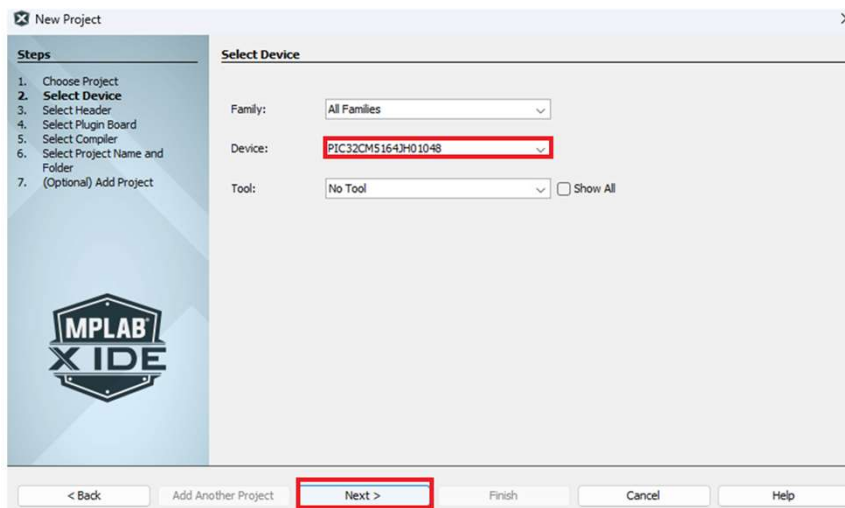 New Project
Steps
1. Choose Project
2. Select Device
3. Select Header
4. Select Plugin Board
5. Select Compiler
6. Select Project Name and
Folder
7. (Optional) Add Project
MPLAB
X IDE
Select Device
Family: All Families
Device: PIC32CM5164JH01048
Tool: No Tool Show All
< Back Add Another Project Next > Finish Cancel Help